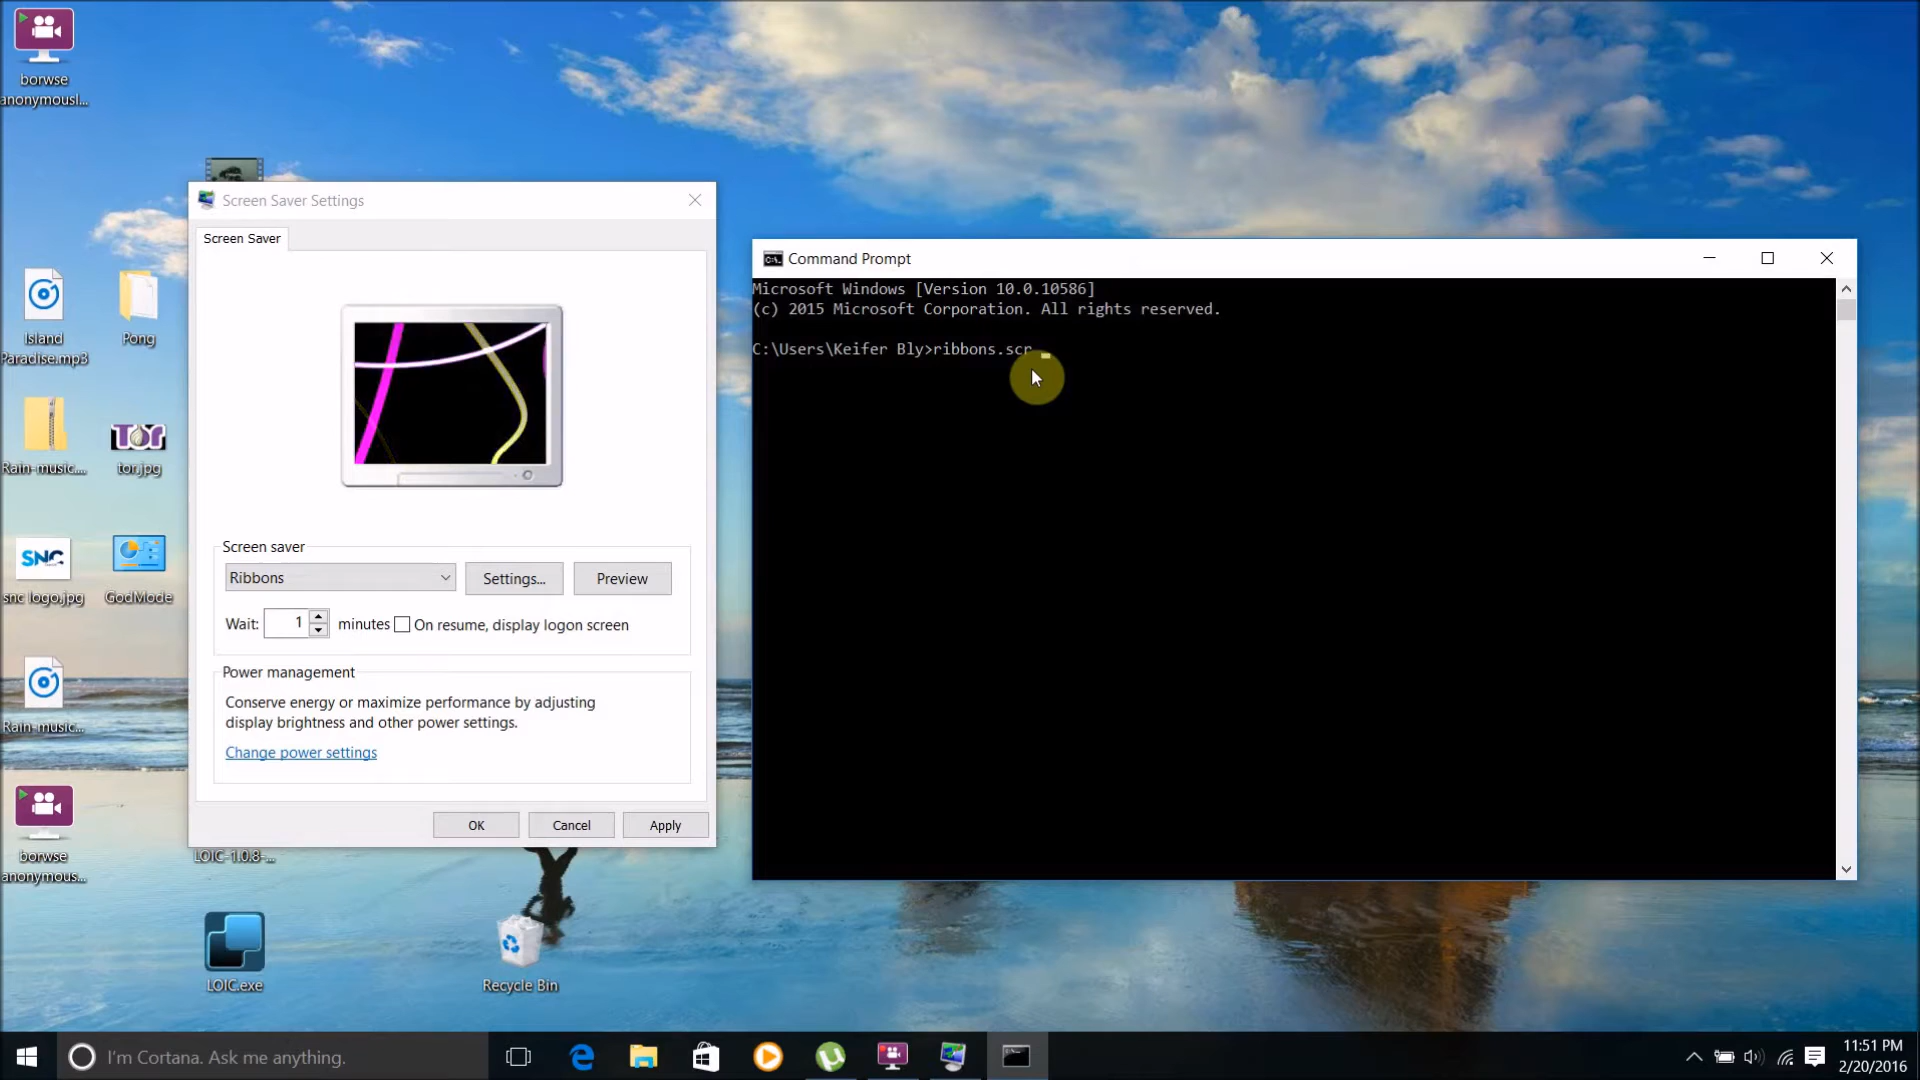 borwse
anonymousl...
Screen Saver Settings
Screen Saver
Command Prompt
Microsoft Windows [Version 10.0.10586]
(c) 2015 Microsoft Corporation. All rights reserved.
C:\Users\Keifer Bly>ribbons.scr
Island
Paradise.mp3
Pong
Rain-music....
Tor
tor.jpg
SNC
snc logo.jpg
GodMode
Screen saver
Ribbons
Settings...
Preview
Wait:
1
minutes
On resume, display logon screen
Power management
Conserve energy or maximize performance by adjusting
display brightness and other power settings.
Change power settings
Rain-music...
OK
Cancel
Apply
borwse
anonymous...
LOIC-1.0.8-...
LOIC.exe
Recycle Bin
I'm Cortana. Ask me anything.
11:51 PM
2/20/2016